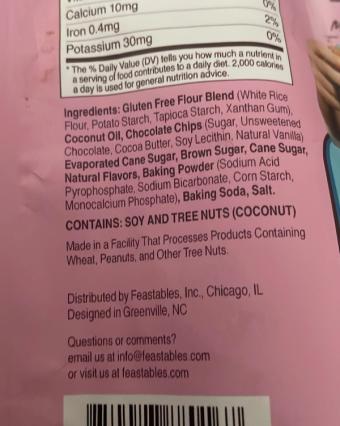 Calcium 10mg 0%
Iron 0.4mg 2%
Potassium 30mg 0%
* The % Daily Value (DV) tells you how much a nutrient in
a serving of food contributes to a daily diet. 2,000 calories
a day is used for general nutrition advice.
Ingredients: Gluten Free Flour Blend (White Rice
Flour, Potato Starch, Tapioca Starch, Xanthan Gum),
Coconut Oil, Chocolate Chips (Sugar, Unsweetened
Chocolate, Cocoa Butter, Soy Lecithin, Natural Vanilla)
Evaporated Cane Sugar, Brown Sugar, Cane Sugar,
Natural Flavors, Baking Powder (Sodium Acid
Pyrophosphate, Sodium Bicarbonate, Corn Starch,
Monocalcium Phosphate), Baking Soda, Salt.
CONTAINS: SOY AND TREE NUTS (COCONUT)
Made in a Facility That Processes Products Containing
Wheat, Peanuts, and Other Tree Nuts.
Distributed by Feastables, Inc., Chicago, IL
Designed in Greenville, NC
Questions or comments?
email us at info@feastables.com
or visit us at feastables.com